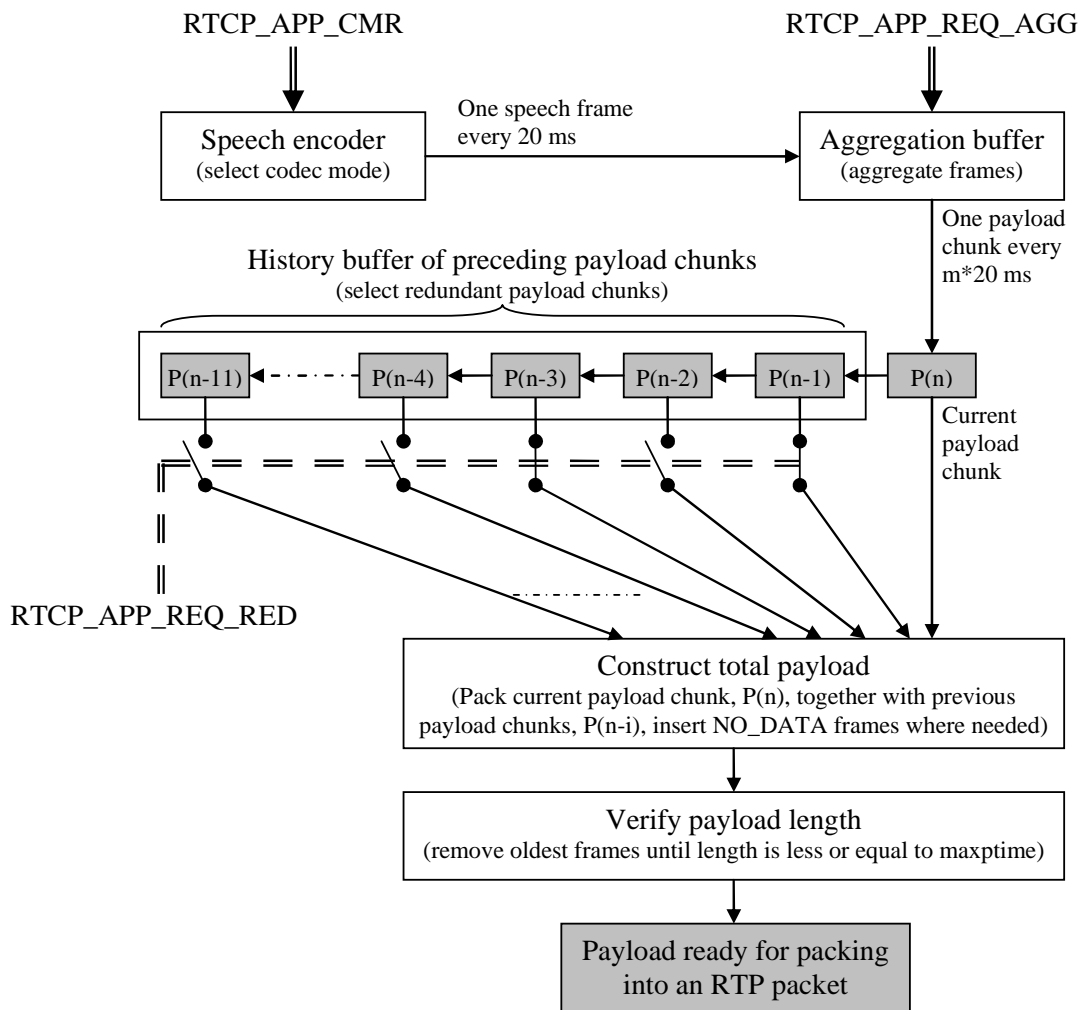 RTCP_APP_CMR
RTCP_APP_REQ_AGG
Speech encoder
(select codec mode)
One speech frame
every 20 ms
Aggregation buffer
(aggregate frames)
One payload
chunk every
m*20 ms
History buffer of preceding payload chunks
(select redundant payload chunks)
P(n-11)
P(n-4)
P(n-3)
P(n-2)
P(n-1)
P(n)
Current
payload
chunk
RTCP_APP_REQ_RED
Construct total payload
(Pack current payload chunk, P(n), together with previous
payload chunks, P(n-i), insert NO_DATA frames where needed)
Verify payload length
(remove oldest frames until length is less or equal to maxptime)
Payload ready for packing
into an RTP packet